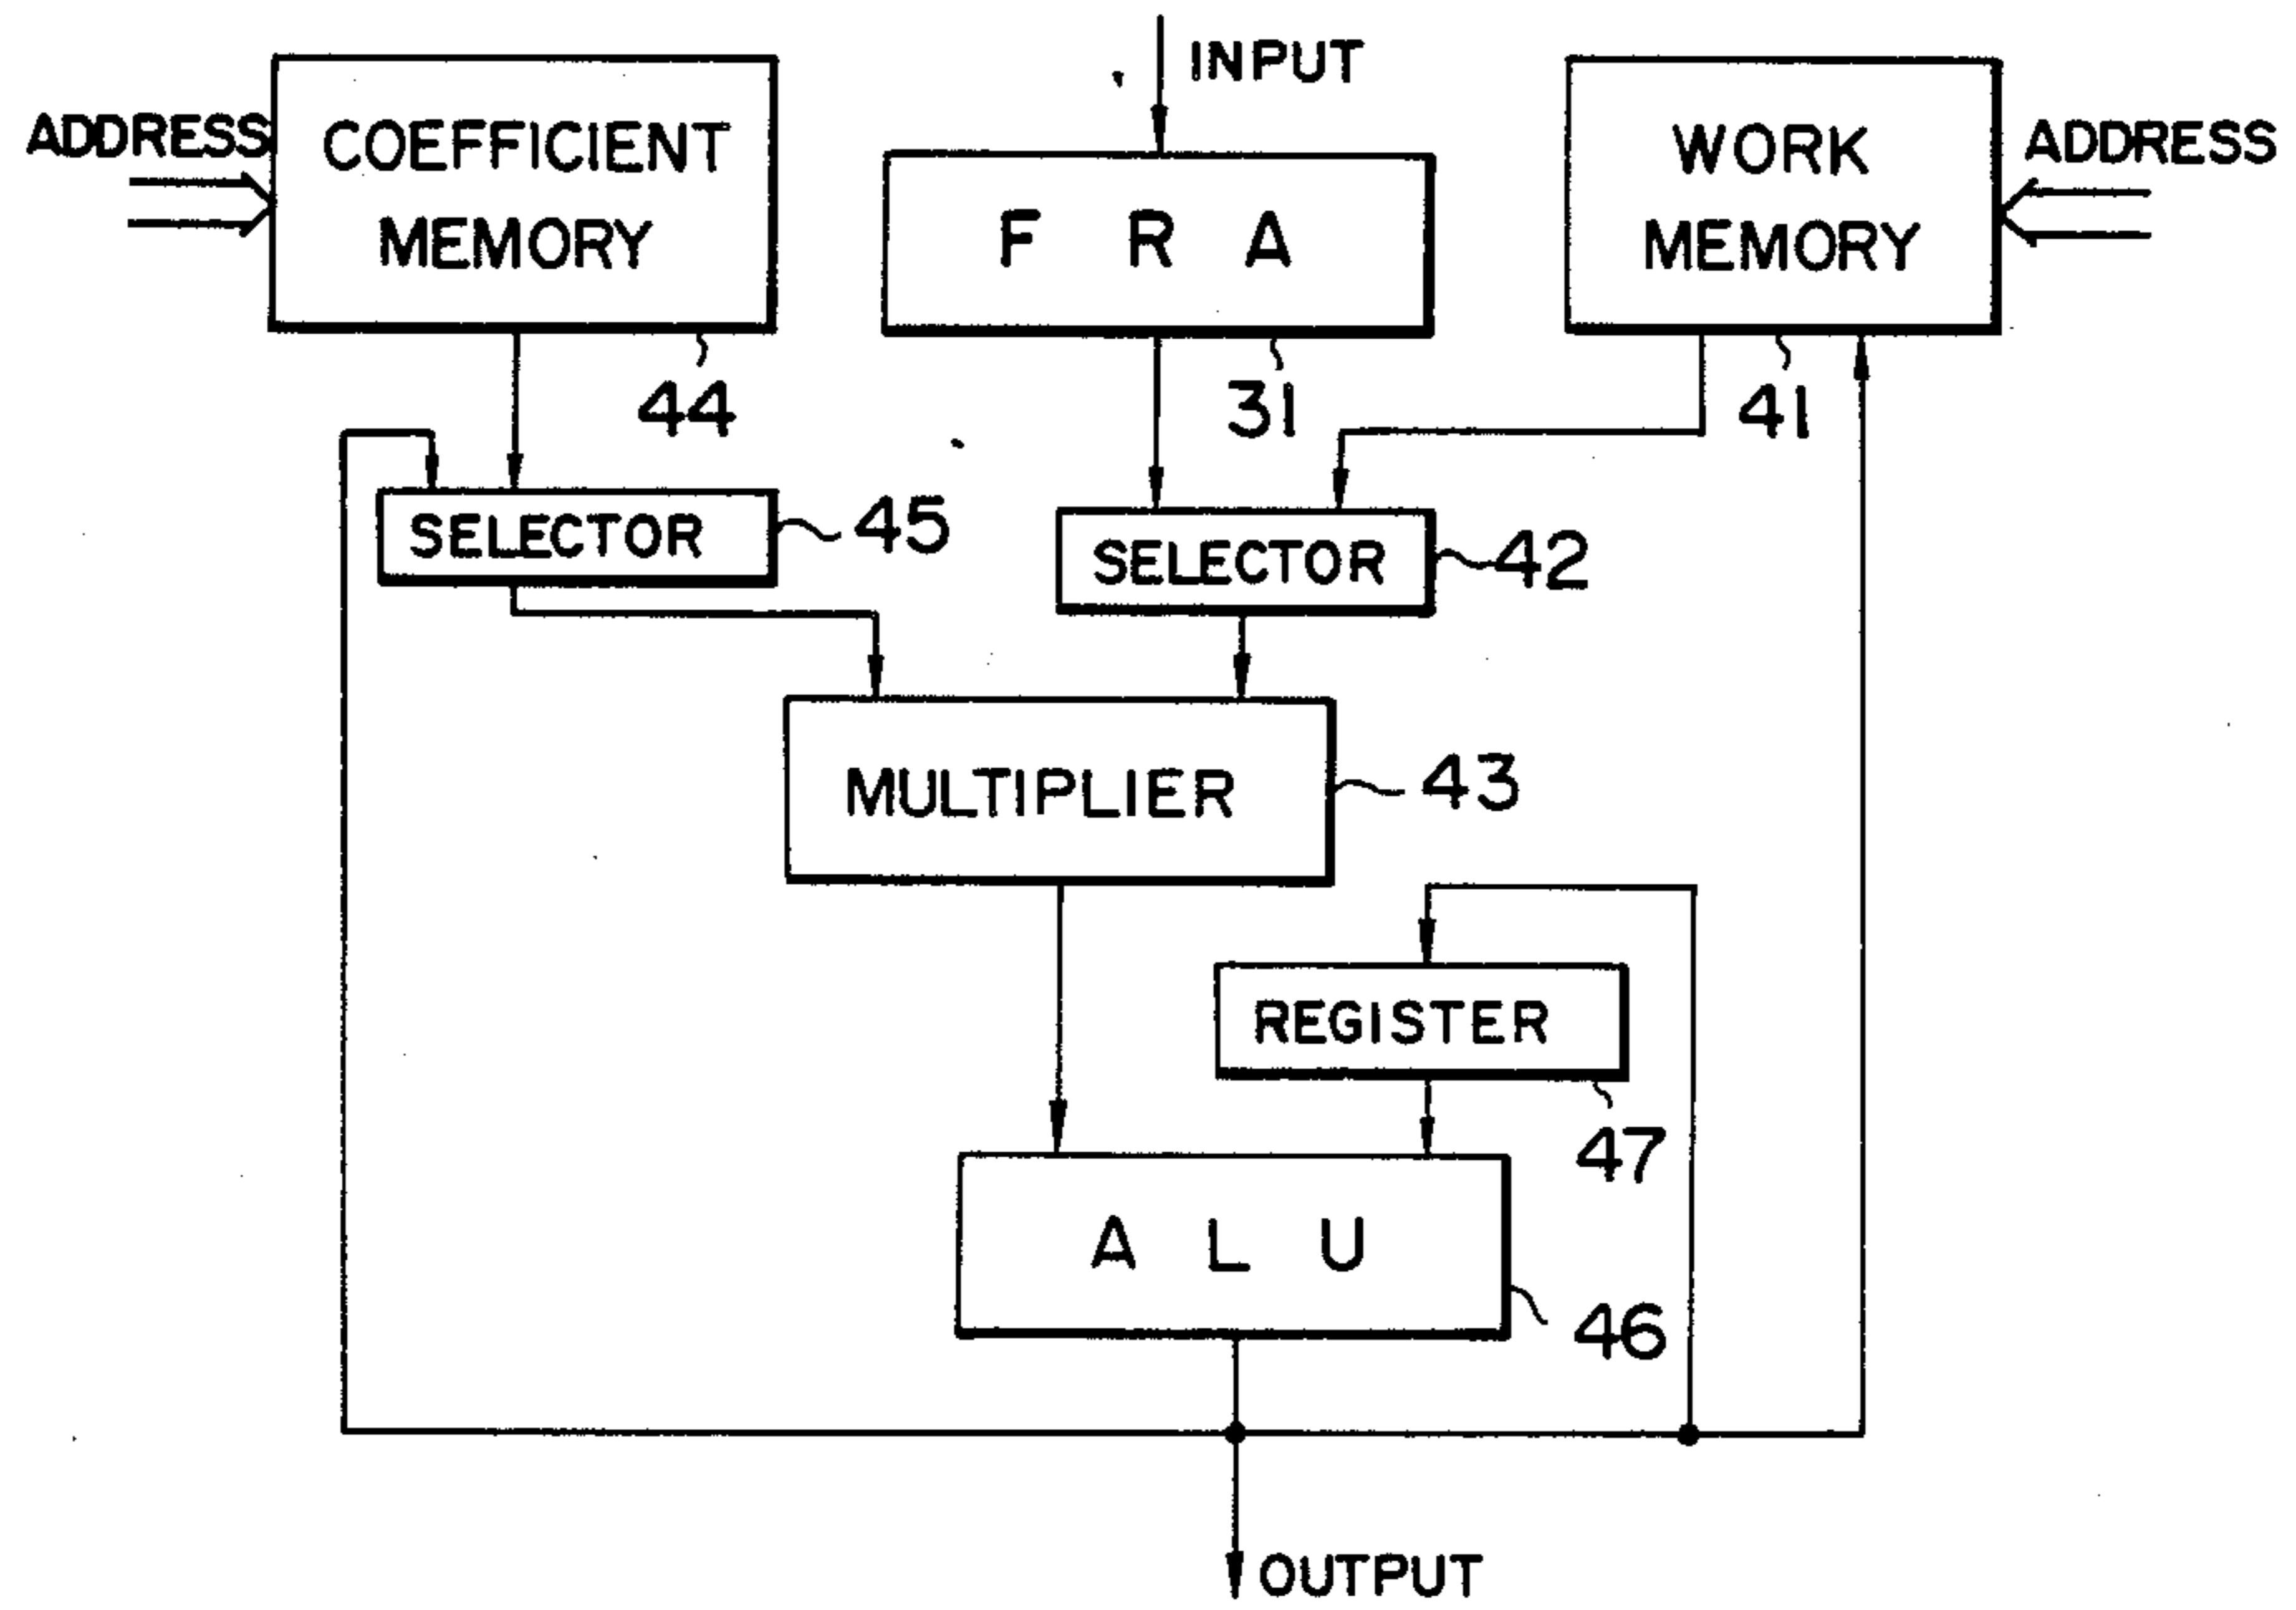 INPUT
ADDRESS
COEFFICIENT
MEMORY
F R A
WORK
MEMORY
ADDRESS
44
31
41
SELECTOR
45
SELECTOR
42
MULTIPLIER
43
REGISTER
47
A L U
46
OUTPUT